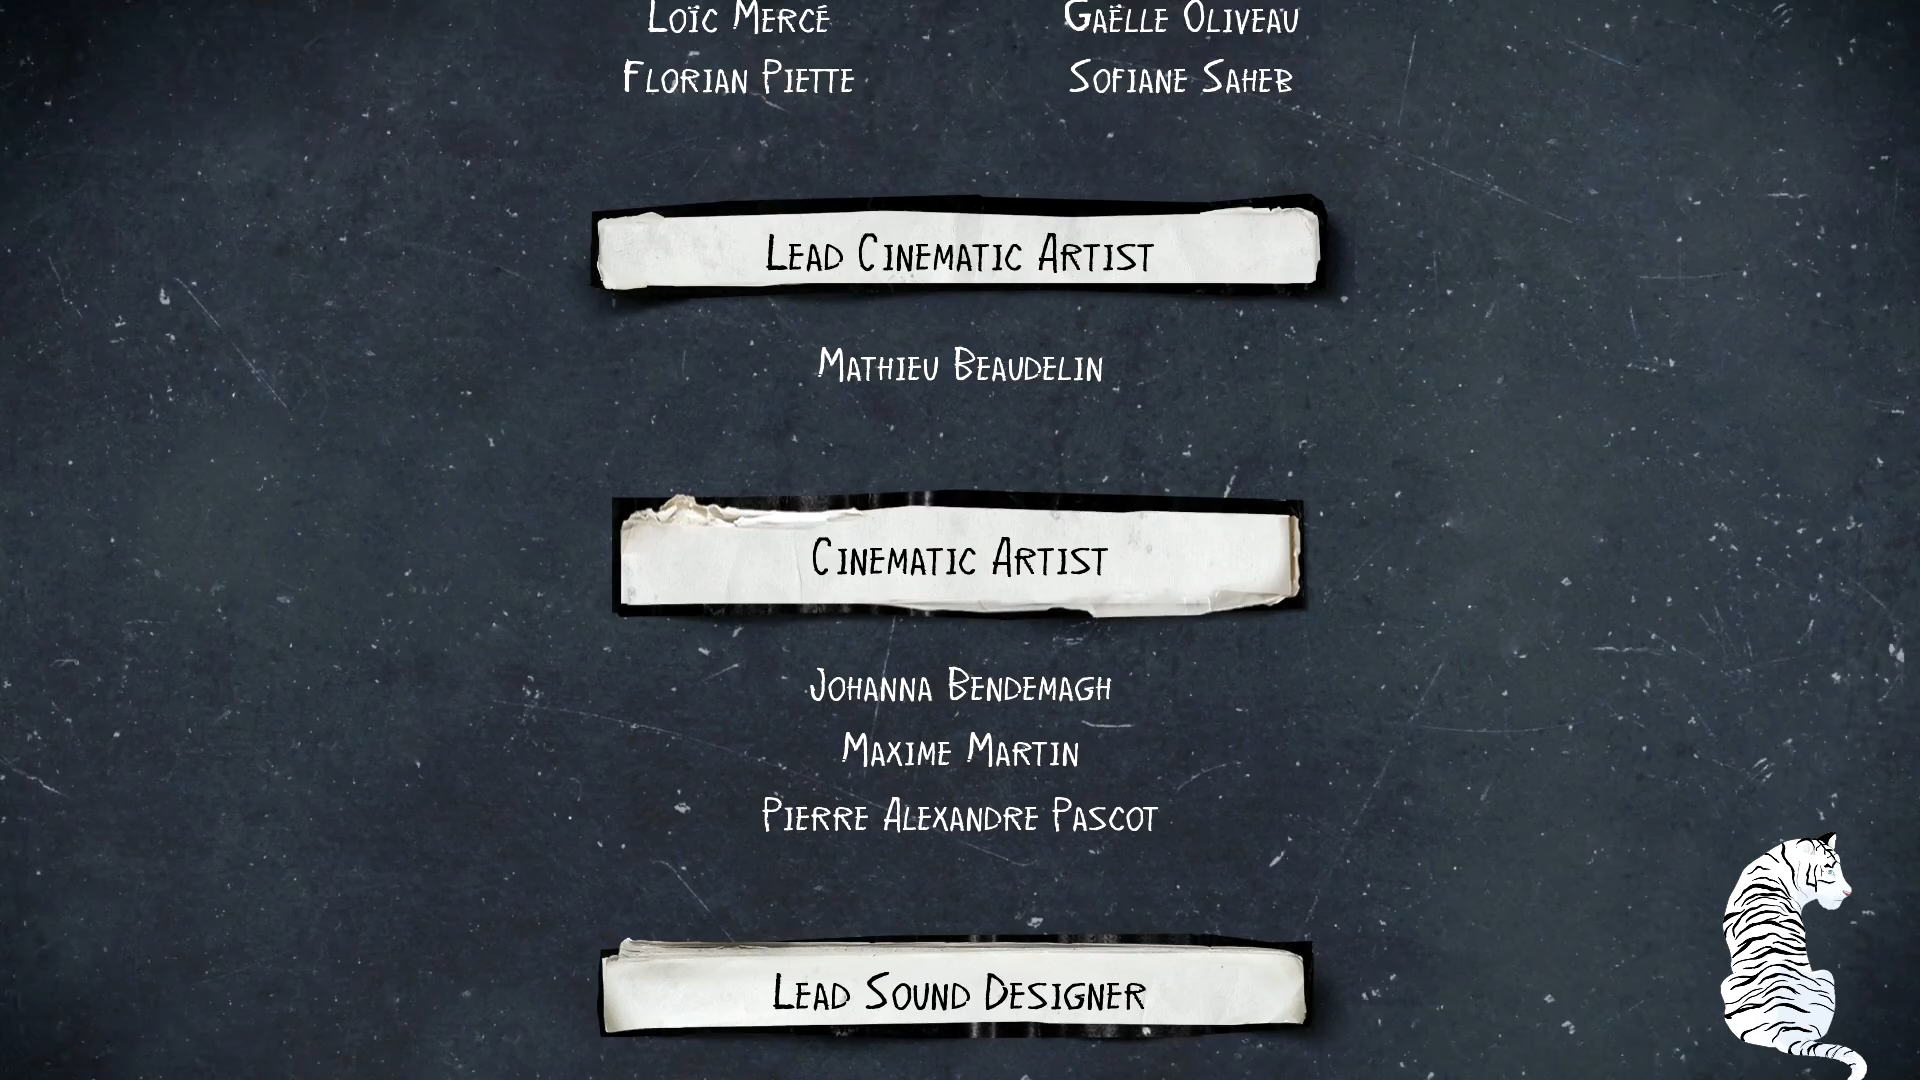 Loïc Mercé Gaëlle Oliveau
Florian Piette Sofiane Saheb
Lead Cinematic Artist
Mathieu Beaudelin
Cinematic Artist
Johanna Bendemagh
Maxime Martin
Pierre Alexandre Pascot
Lead Sound Designer